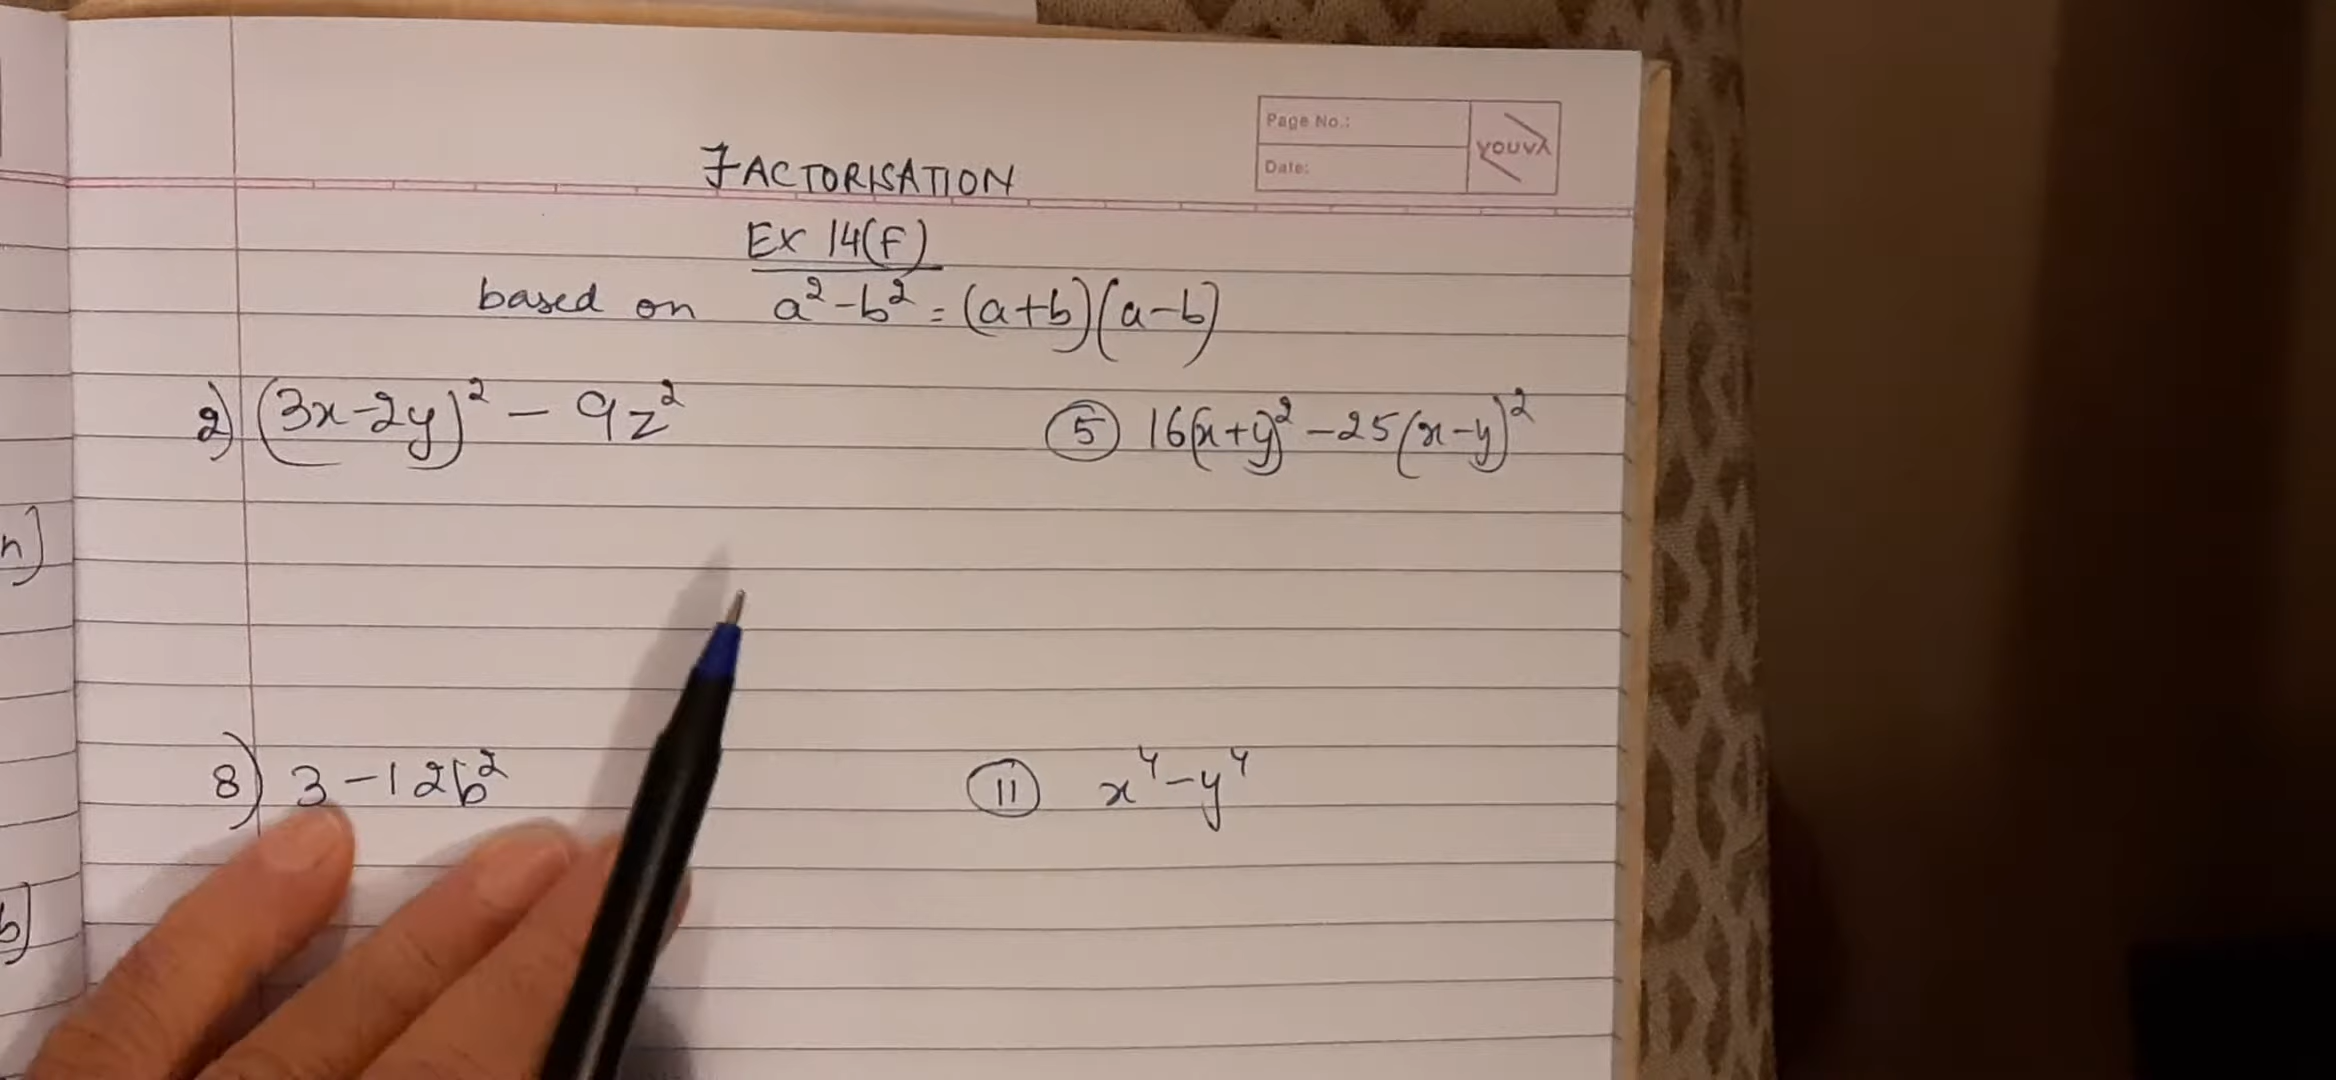 Page No.:
Date:
YOUVA
FACTORISATION
Ex 14(F)
based on a² - b² = (a+b)(a-b)
2) (3x-2y)² - 9z²
⑤ 16(x+y)² - 25(x-y)²
n)
8) 3 - 12b²
⑪ x⁴ - y⁴
b)